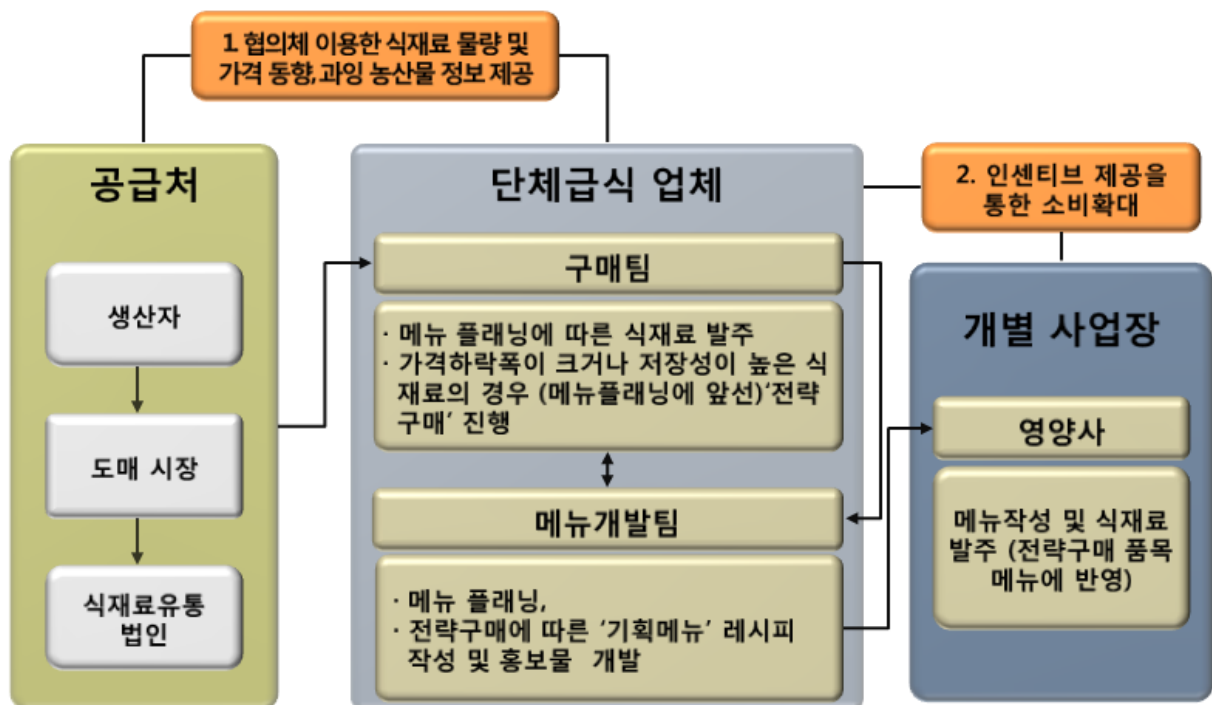 1. 협의체 이용한 식재료 물량 및
가격 동향,과잉 농산물 정보 제공
공급처
생산자
도매 시장
식재료유통
법인
단체급식 업체
구매팀
· 메뉴 플래닝에 따른 식재료 발주
· 가격하락폭이 크거나 저장성이 높은 식
재료의 경우 (메뉴플래닝에 앞선)‘전략
구매’ 진행
메뉴개발팀
· 메뉴 플래닝,
· 전략구매에 따른 ‘기획메뉴’ 레시피
작성 및 홍보물 개발
2. 인센티브 제공을
통한 소비확대
개별 사업장
영양사
메뉴작성 및 식재료
발주 (전략구매 품목
메뉴에 반영)